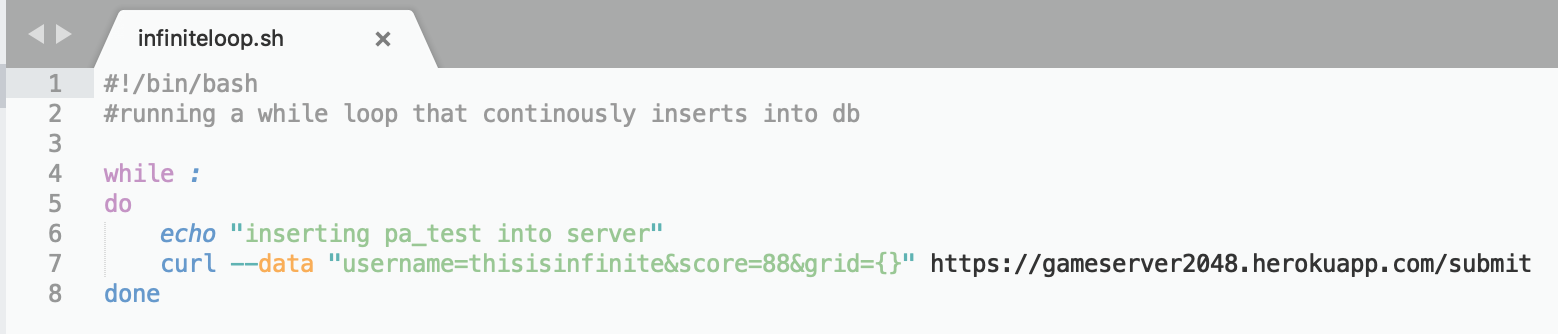 infiniteloop.sh ×
1 #!/bin/bash
2 #running a while loop that continously inserts into db
3
4 while :
5 do
6 echo "inserting pa_test into server"
7 curl --data "username=thisisinfinite&score=88&grid={}" https://gameserver2048.herokuapp.com/submit
8 done